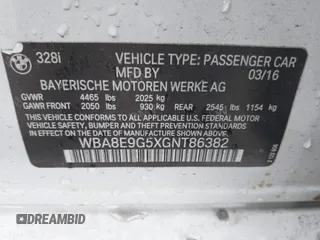 328i VEHICLE TYPE: PASSENGER CAR
MFD BY 03/16
BAYERISCHE MOTOREN WERKE AG
GVWR 4465 lbs 2025 kg
GAWR FRONT 2050 lbs 930 kg REAR 2545 lbs 1154 kg
THIS VEHICLE CONFORMS TO ALL APPLICABLE U.S. FEDERAL MOTOR
VEHICLE SAFETY, BUMPER, AND THEFT PREVENTION STANDARDS
IN EFFECT ON THE DATE OF MANUFACTURE SHOWN ABOVE.
WBA8E9G5XGNT86382
DREAMBID